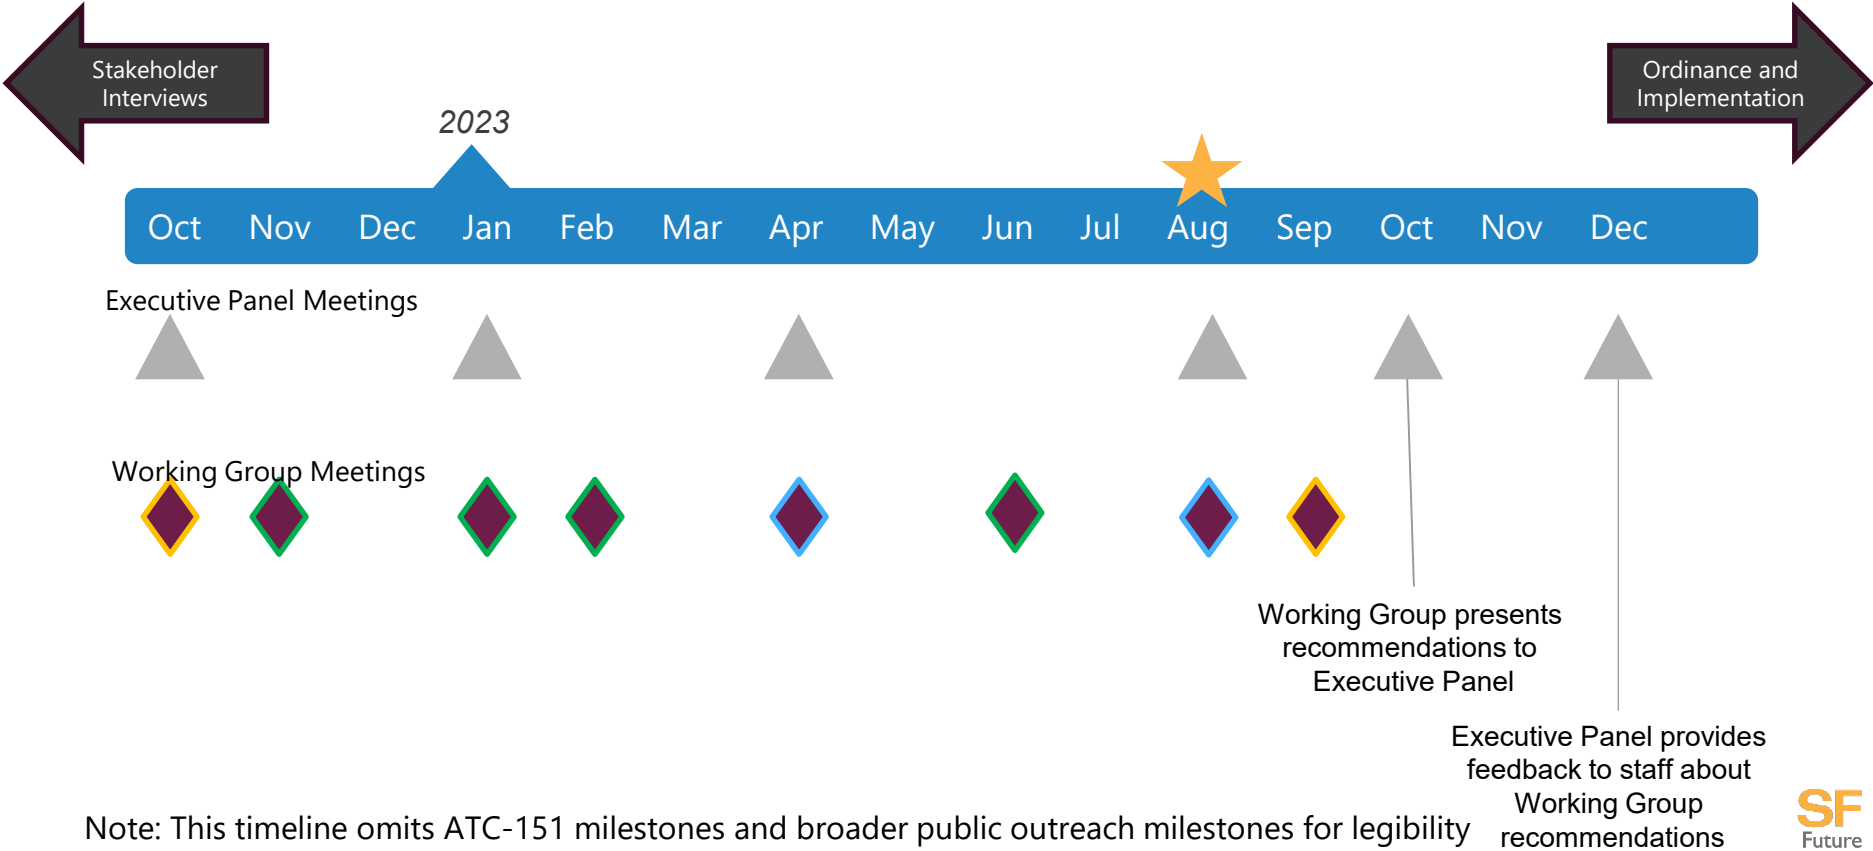 Stakeholder
Interviews
Ordinance and
Implementation
2023
Oct Nov Dec Jan Feb Mar Apr May Jun Jul Aug Sep Oct Nov Dec
Executive Panel Meetings
Working Group Meetings
Working Group presents
recommendations to
Executive Panel
Executive Panel provides
feedback to staff about
Working Group
recommendations
Note: This timeline omits ATC-151 milestones and broader public outreach milestones for legibility
SF
Future